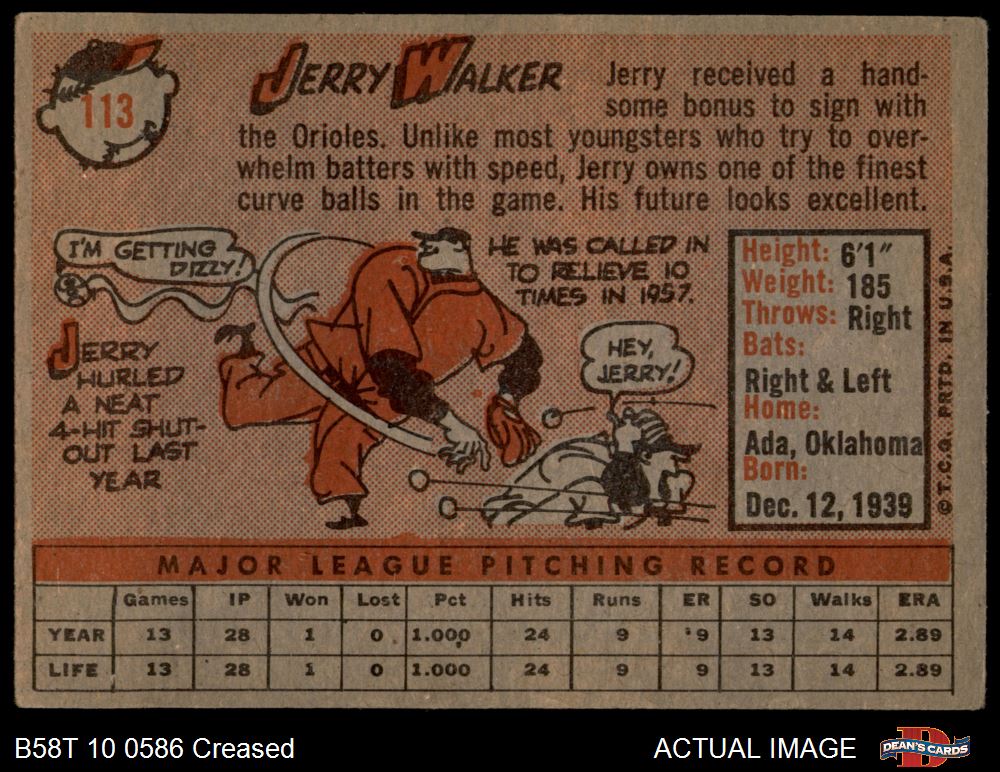 113
JERRY WALKER
Jerry received a hand-
some bonus to sign with
the Orioles. Unlike most youngsters who try to over-
whelm batters with speed, Jerry owns one of the finest
curve balls in the game. His future looks excellent.
I'M GETTING
DIZZY!
HE WAS CALLED IN
TO RELIEVE 10
TIMES IN 1957.
JERRY
HURLED
A NEAT
4-HIT SHUT-
OUT LAST
YEAR
HEY,
JERRY!
Height: 6'1"
Weight: 185
Throws: Right
Bats:
Right & Left
Home:
Ada, Oklahoma
Born:
Dec. 12, 1939
© T.C.G. PRTD. IN U.S.A.
MAJOR LEAGUE PITCHING RECORD
Games IP Won Lost Pct Hits Runs ER SO Walks ERA
YEAR 13 28 1 0 1.000 24 9 9 13 14 2.89
LIFE 13 28 1 0 1.000 24 9 9 13 14 2.89
B58T 10 0586 Creased
ACTUAL IMAGE
DEAN'S CARDS